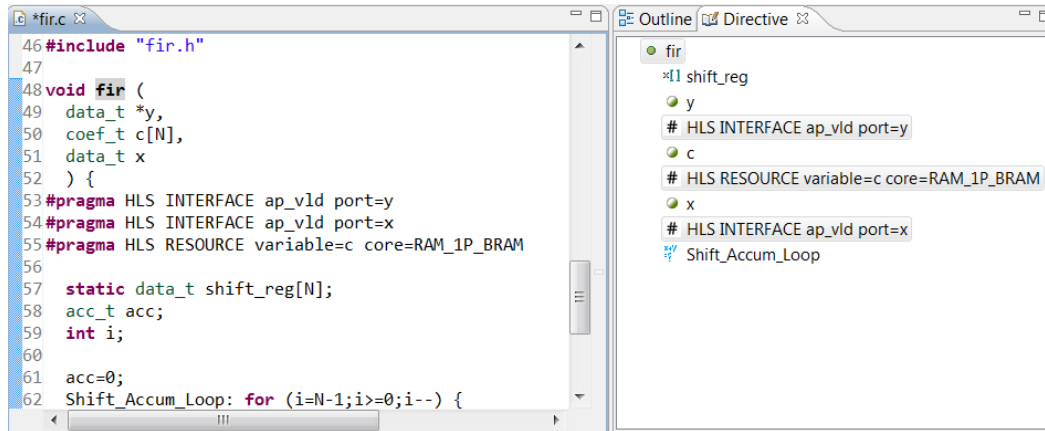 *fir.c
46 #include "fir.h"
47
48 void fir (
49 data_t *y,
50 coef_t c[N],
51 data_t x
52 ) {
53 #pragma HLS INTERFACE ap_vld port=y
54 #pragma HLS INTERFACE ap_vld port=x
55 #pragma HLS RESOURCE variable=c core=RAM_1P_BRAM
56
57 static data_t shift_reg[N];
58 acc_t acc;
59 int i;
60
61 acc=0;
62 Shift_Accum_Loop: for (i=N-1;i>=0;i--) {
Outline Directive
fir
×[] shift_reg
y
# HLS INTERFACE ap_vld port=y
c
# HLS RESOURCE variable=c core=RAM_1P_BRAM
x
# HLS INTERFACE ap_vld port=x
Shift_Accum_Loop